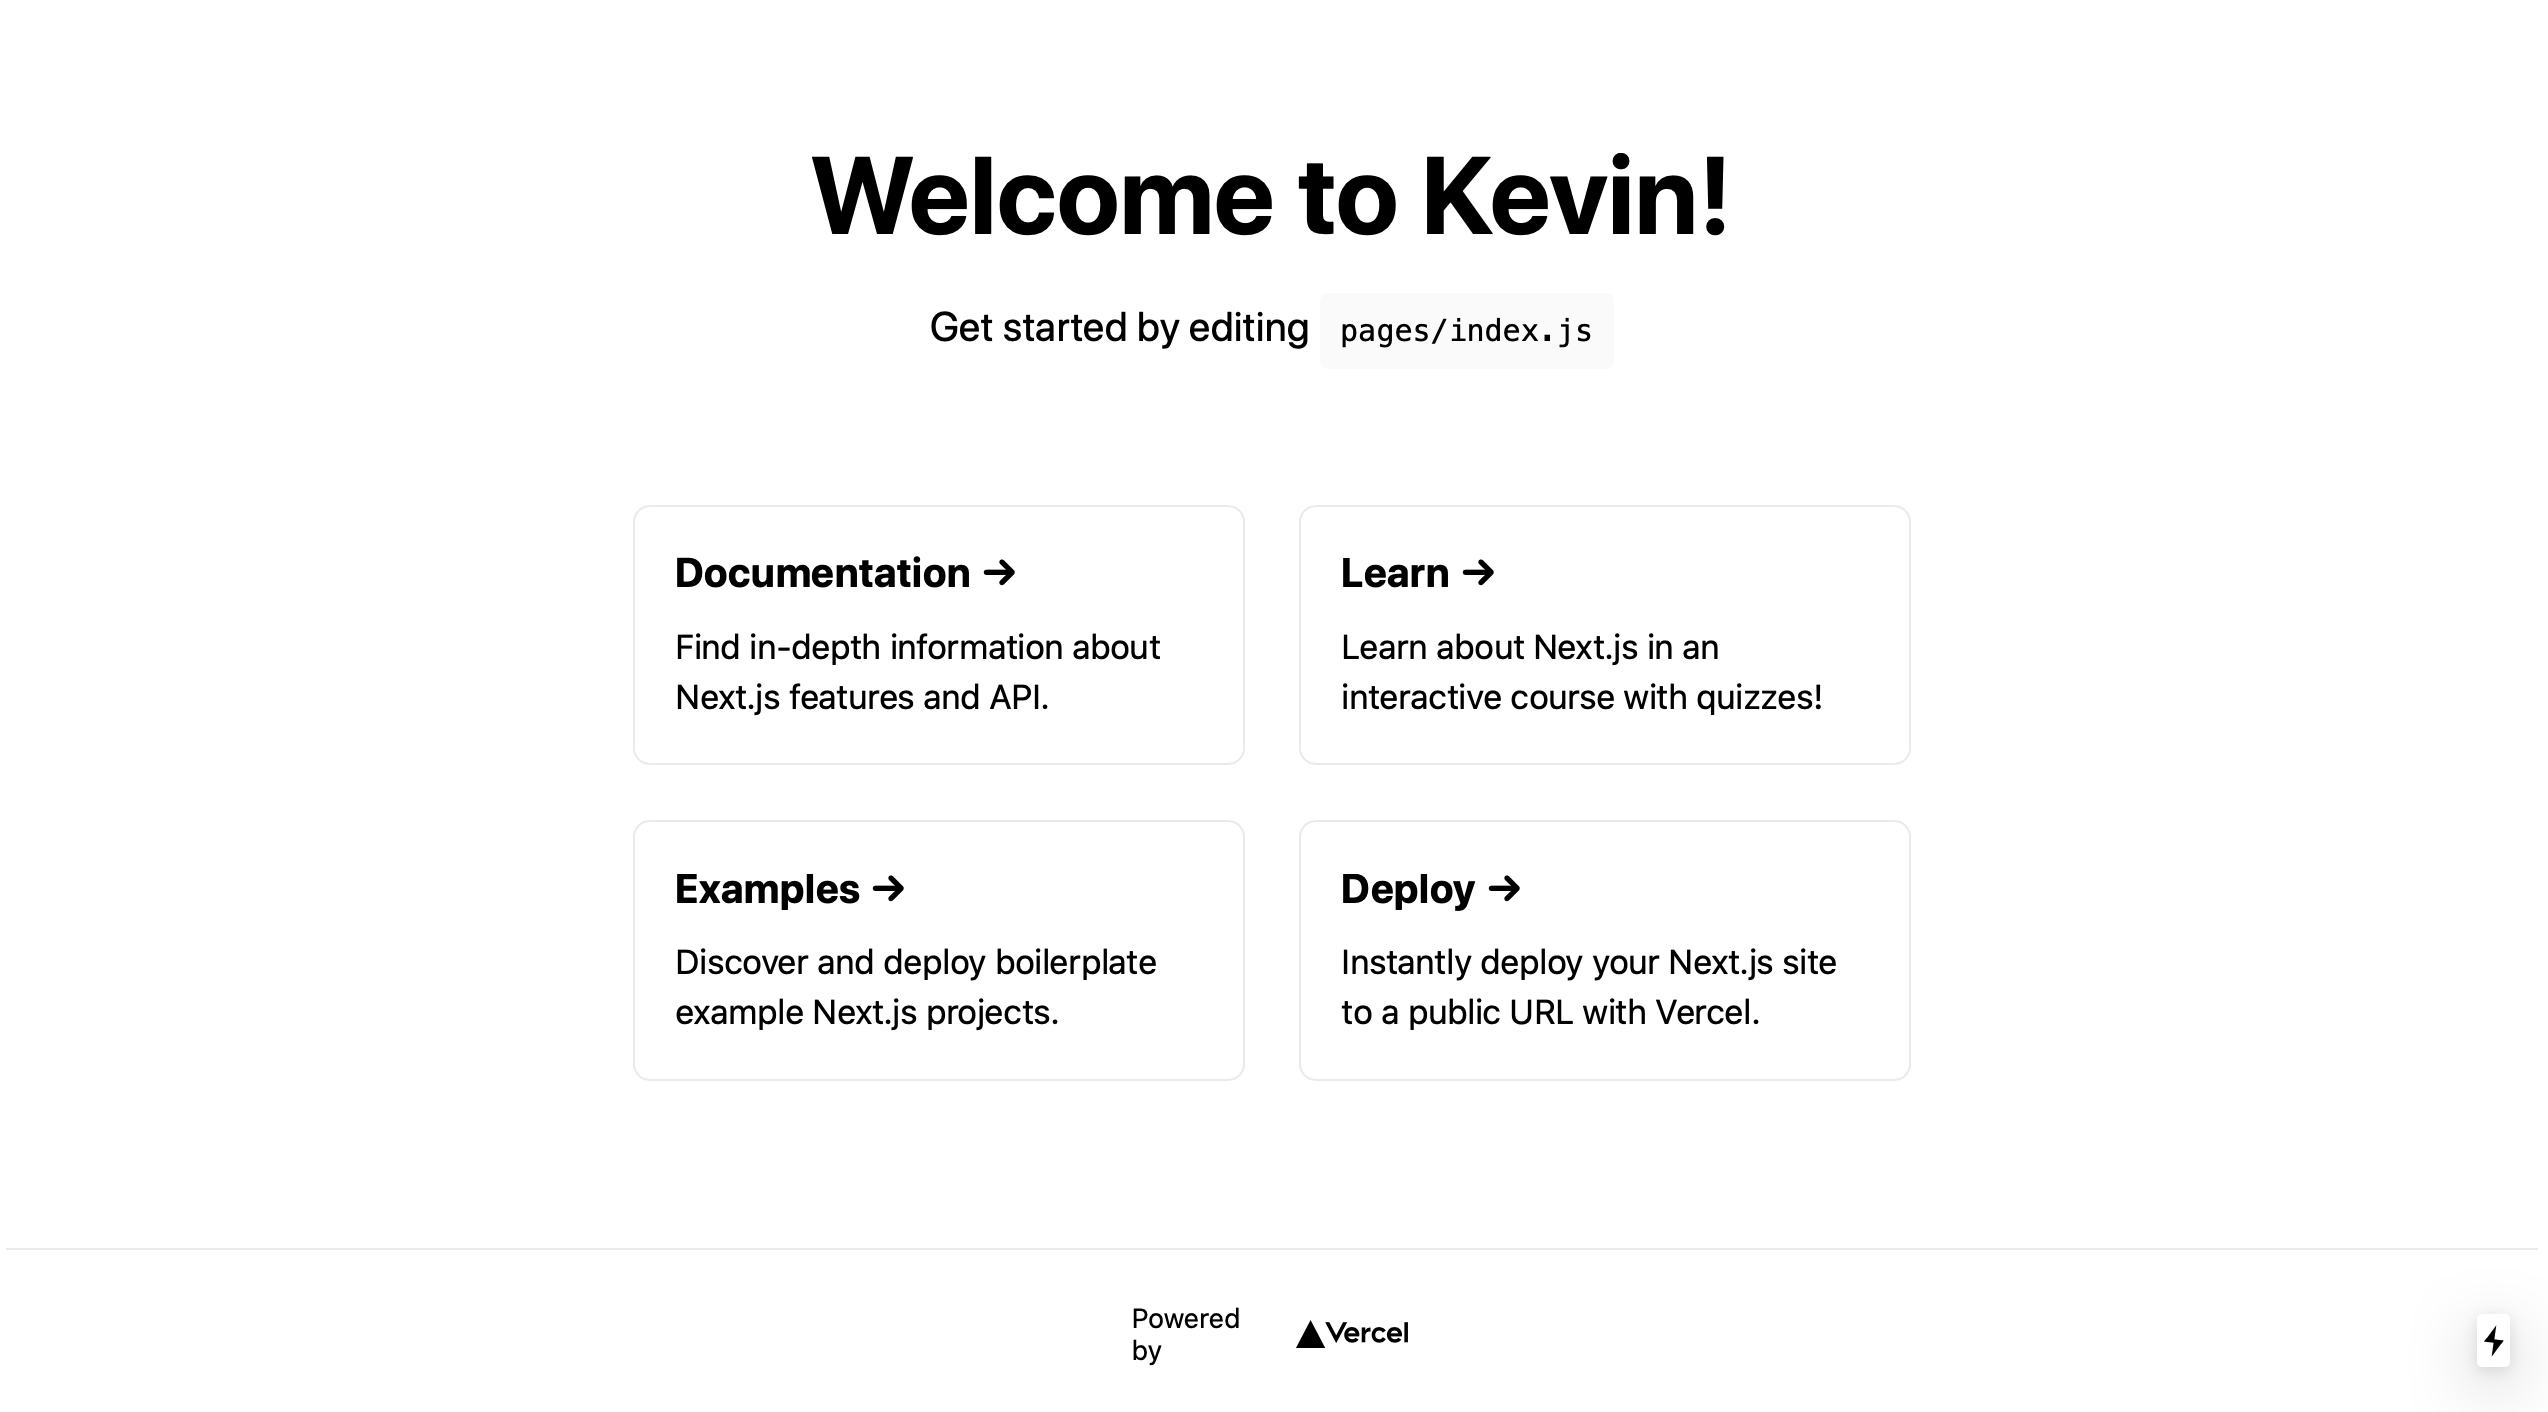 Welcome to Kevin!
Get started by editing pages/index.js
Documentation →
Find in-depth information about
Next.js features and API.
Learn →
Learn about Next.js in an
interactive course with quizzes!
Examples →
Discover and deploy boilerplate
example Next.js projects.
Deploy →
Instantly deploy your Next.js site
to a public URL with Vercel.
Powered
by
Vercel